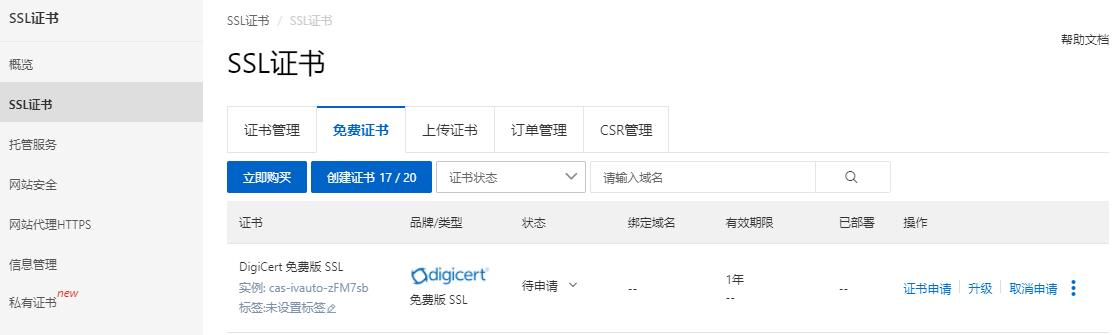 SSL证书
概览
SSL证书
托管服务
网站安全
网站代理HTTPS
信息管理
私有证书 new
SSL证书 / SSL证书
帮助文档
SSL证书
证书管理 免费证书 上传证书 订单管理 CSR管理
立即购买 创建证书 17 / 20 证书状态 请输入域名
证书 品牌/类型 状态 绑定域名 有效期限 已部署 操作
DigiCert 免费版 SSL
实例: cas-ivauto-zFM7sb
标签:未设置标签
digicert
免费版 SSL
待申请
--
1年
--
--
证书申请 升级 取消申请